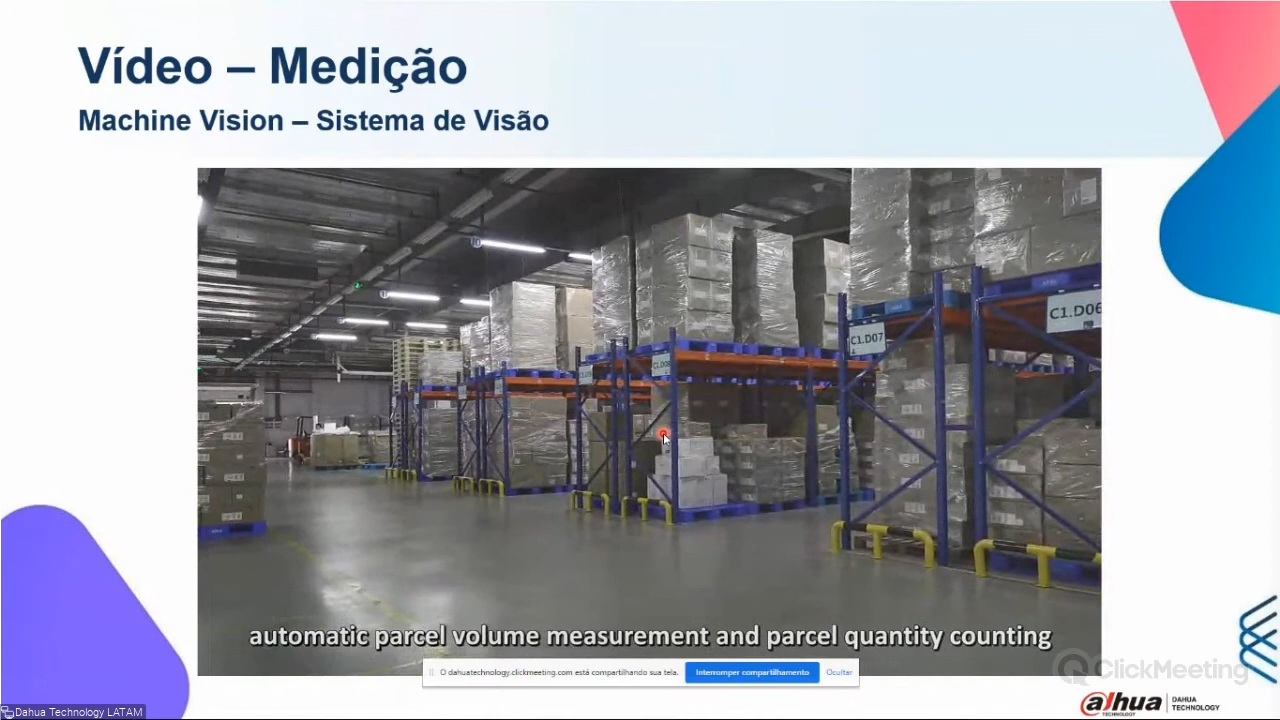 Vídeo – Medição
Machine Vision – Sistema de Visão
C1.D06
C1.D07
automatic parcel volume measurement and parcel quantity counting
O dahuatechnology.clickmeeting.com está compartilhando sua tela.
Interromper compartilhamento
Ocultar
ClickMeeting
alhua
TECHNOLOGY
DAHUA
TECHNOLOGY
Dahua Technology LATAM